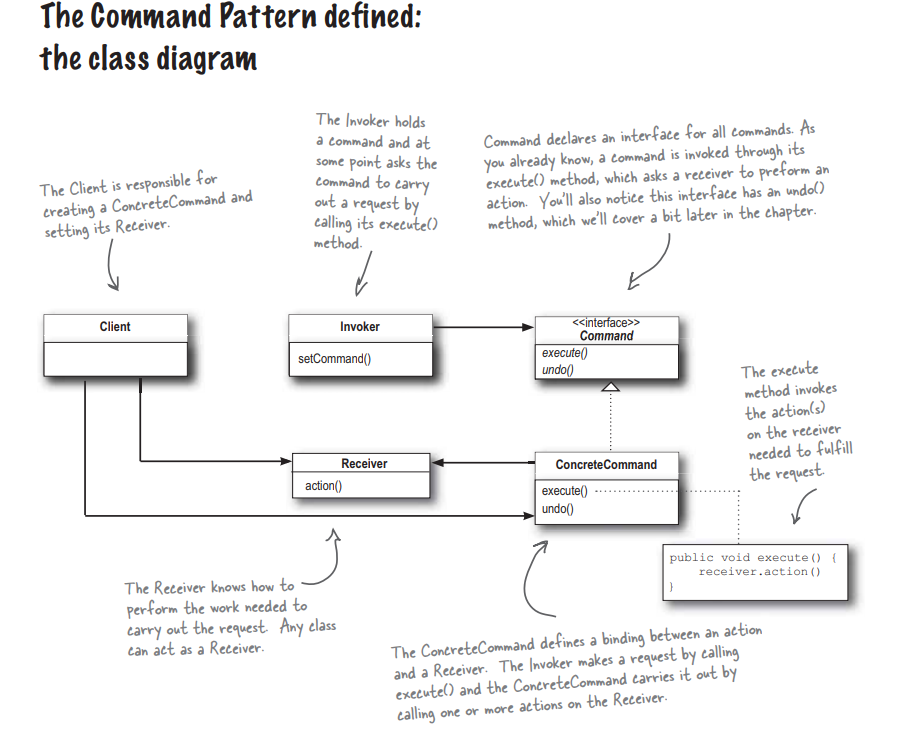 The Command Pattern defined:
the class diagram
The Client is responsible for
creating a ConcreteCommand and
setting its Receiver.
The Invoker holds
a command and at
some point asks the
command to carry
out a request by
calling its execute()
method.
Command declares an interface for all commands. As
you already know, a command is invoked through its
execute() method, which asks a receiver to preform an
action. You'll also notice this interface has an undo()
method, which we'll cover a bit later in the chapter.
Client
Invoker
setCommand()
<<interface>>
Command
execute()
undo()
The execute
method invokes
the action(s)
on the receiver
needed to fulfill
the request.
Receiver
action()
ConcreteCommand
execute()
undo()
public void execute() {
receiver.action()
}
The Receiver knows how to
perform the work needed to
carry out the request. Any class
can act as a Receiver.
The ConcreteCommand defines a binding between an action
and a Receiver. The Invoker makes a request by calling
execute() and the ConcreteCommand carries it out by
calling one or more actions on the Receiver.